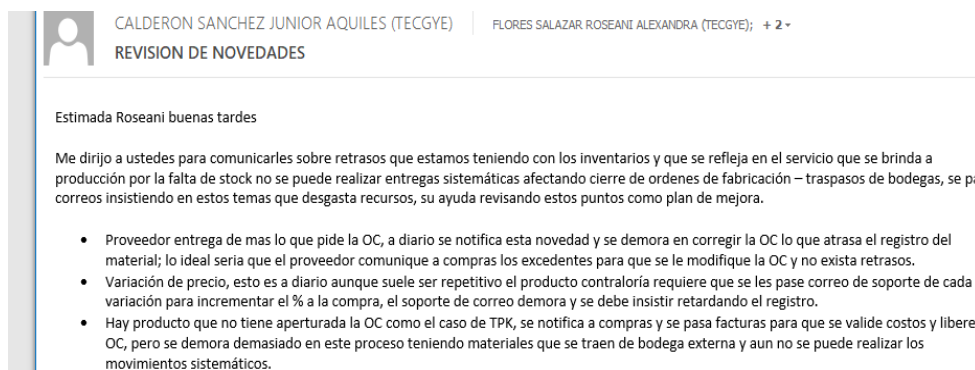 CALDERON SANCHEZ JUNIOR AQUILES (TECGYE) FLORES SALAZAR ROSEANI ALEXANDRA (TECGYE); + 2
REVISION DE NOVEDADES
Estimada Roseani buenas tardes
Me dirijo a ustedes para comunicarles sobre retrasos que estamos teniendo con los inventarios y que se refleja en el servicio que se brinda a
producción por la falta de stock no se puede realizar entregas sistemáticas afectando cierre de ordenes de fabricación – traspasos de bodegas, se
correos insistiendo en estos temas que desgasta recursos, su ayuda revisando estos puntos como plan de mejora.
• Proveedor entrega de mas lo que pide la OC, a diario se notifica esta novedad y se demora en corregir la OC lo que atrasa el registro del
material; lo ideal seria que el proveedor comunique a compras los excedentes para que se le modifique la OC y no exista retrasos.
• Variación de precio, esto es a diario aunque suele ser repetitivo el producto contraloría requiere que se les pase correo de soporte de cada
variación para incrementar el % a la compra, el soporte de correo demora y se debe insistir retardando el registro.
• Hay producto que no tiene aperturada la OC como el caso de TPK, se notifica a compras y se pasa facturas para que se valide costos y libere
OC, pero se demora demasiado en este proceso teniendo materiales que se traen de bodega externa y aun no se puede realizar los
movimientos sistemáticos.